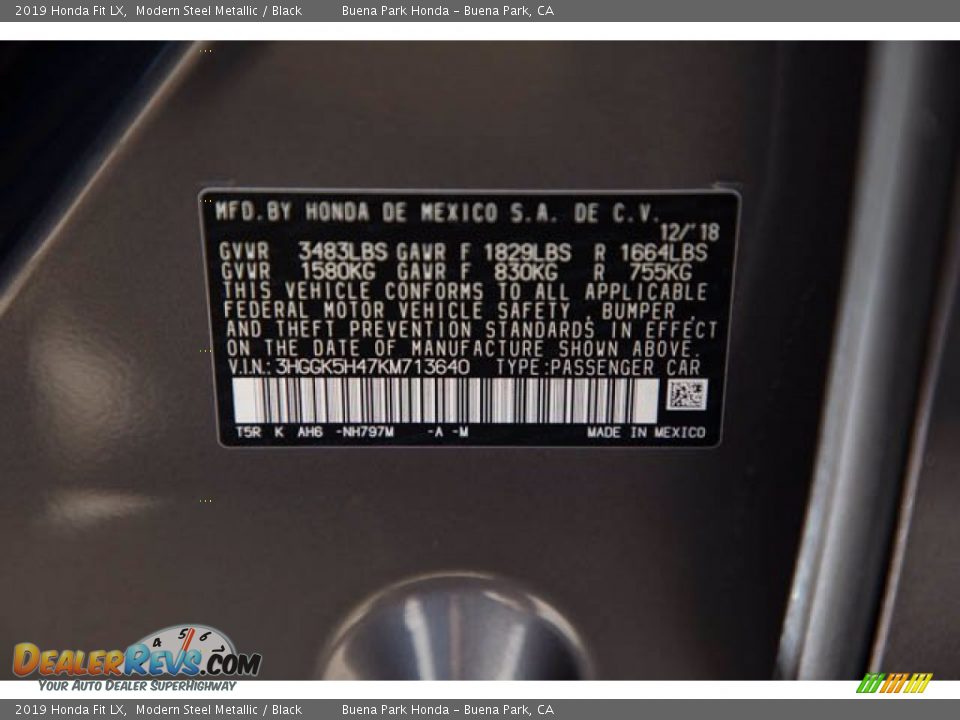 2019 Honda Fit LX, Modern Steel Metallic / Black Buena Park Honda - Buena Park, CA
MFD.BY HONDA DE MEXICO S.A. DE C.V.
12/18
GVWR 3483LBS GAWR F 1829LBS R 1664LBS
GVWR 1580KG GAWR F 830KG R 755KG
THIS VEHICLE CONFORMS TO ALL APPLICABLE
FEDERAL MOTOR VEHICLE SAFETY , BUMPER ,
AND THEFT PREVENTION STANDARDS IN EFFECT
ON THE DATE OF MANUFACTURE SHOWN ABOVE.
V.I.N.: 3HGGK5H47KM713640 TYPE:PASSENGER CAR
T5R K AH6 -NH797M -A -M MADE IN MEXICO
4 5 6
DEALERREVS.COM
YOUR AUTO DEALER SUPERHIGHWAY
2019 Honda Fit LX, Modern Steel Metallic / Black Buena Park Honda - Buena Park, CA